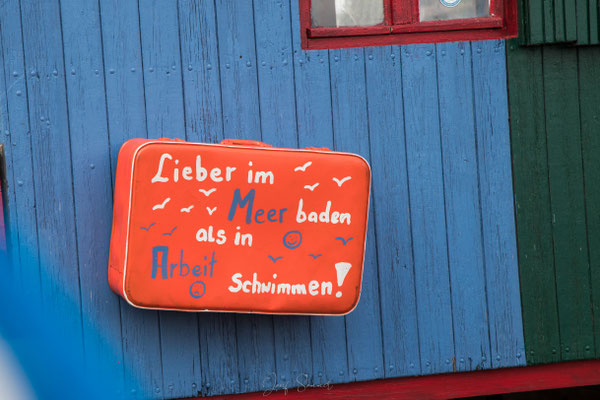 Lieber im
Meer baden
als in
Arbeit
Schwimmen!